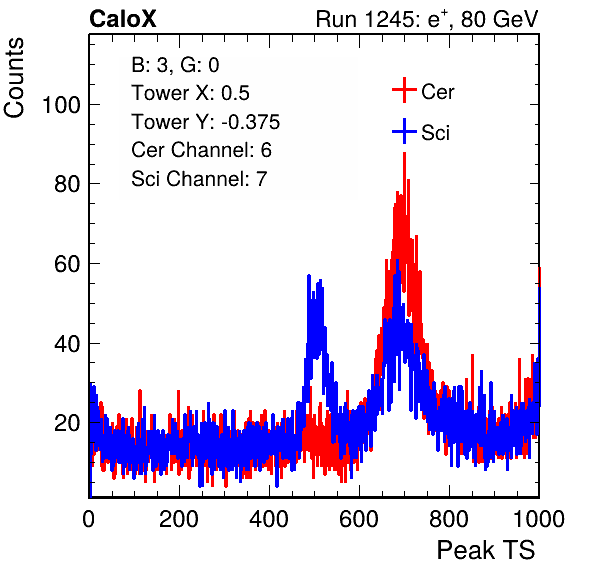 CaloX Run 1245: e⁺, 80 GeV
B: 3, G: 0
Tower X: 0.5
Tower Y: -0.375
Cer Channel: 6
Sci Channel: 7
Cer
Sci
Counts
100
80
60
40
20
0 200 400 600 800 1000
Peak TS